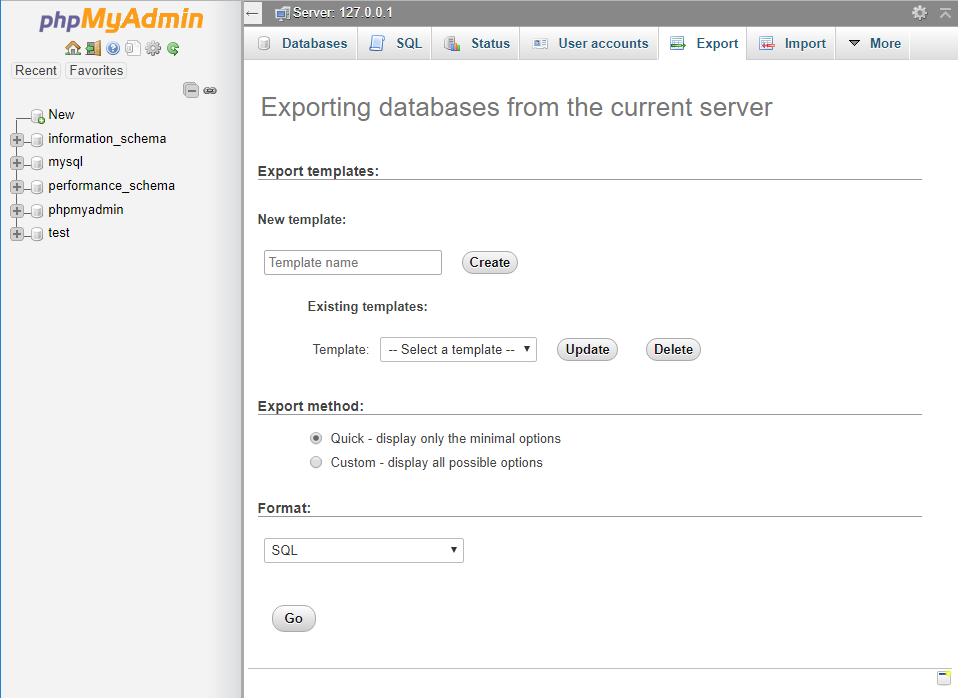 phpMyAdmin
Recent Favorites
New
information_schema
mysql
performance_schema
phpmyadmin
test
Server: 127.0.0.1
Databases SQL Status User accounts Export Import More
Exporting databases from the current server
Export templates:
New template:
Template name Create
Existing templates:
Template: -- Select a template -- Update Delete
Export method:
Quick - display only the minimal options
Custom - display all possible options
Format:
SQL
Go